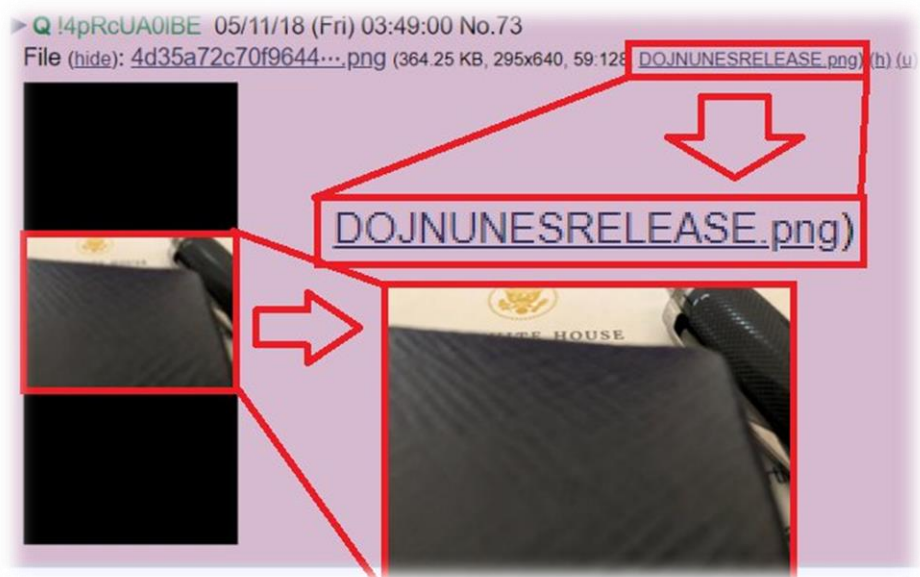 Q !4pRcUA0lBE 05/11/18 (Fri) 03:49:00 No.73
File (hide): 4d35a72c70f9644···.png (364.25 KB, 295x640, 59:128, DOJNUNESRELEASE.png) (h) (u)
DOJNUNESRELEASE.png)
HOUSE